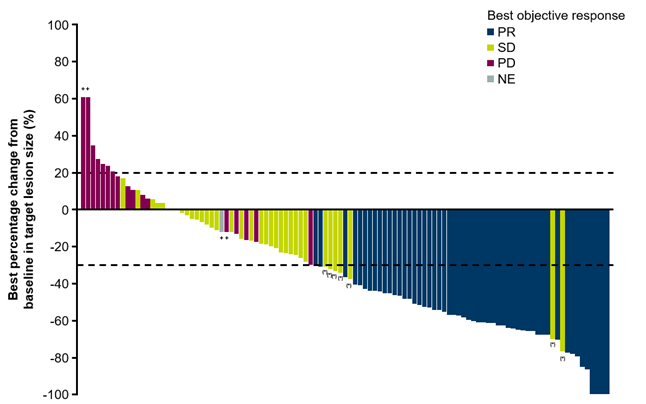 Best objective response
PR
SD
PD
NE
Best percentage change from
baseline in target lesion size (%)
100
80
60
40
20
0
-20
-40
-60
-80
-100
++
++